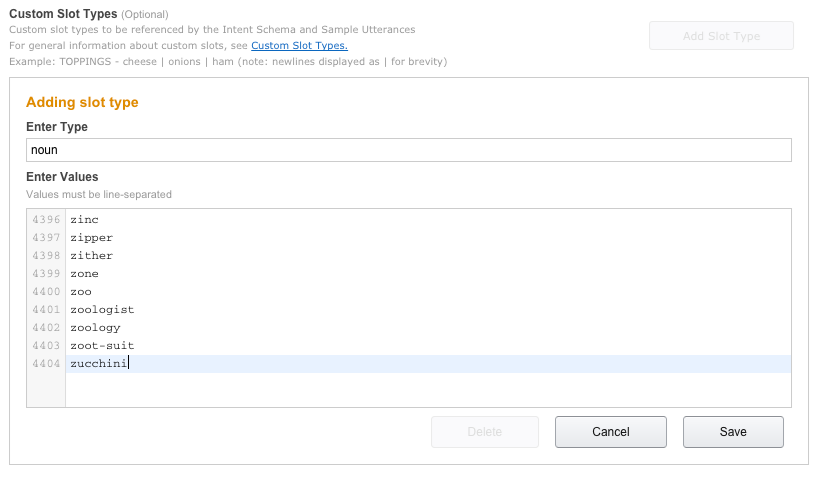 Custom Slot Types (Optional)
Custom slot types to be referenced by the Intent Schema and Sample Utterances
For general information about custom slots, see Custom Slot Types.
Example: TOPPINGS - cheese | onions | ham (note: newlines displayed as | for brevity)
Add Slot Type
Adding slot type
Enter Type
noun
Enter Values
Values must be line-separated
4396 zinc
4397 zipper
4398 zither
4399 zone
4400 zoo
4401 zoologist
4402 zoology
4403 zoot-suit
4404 zucchini
Delete Cancel Save